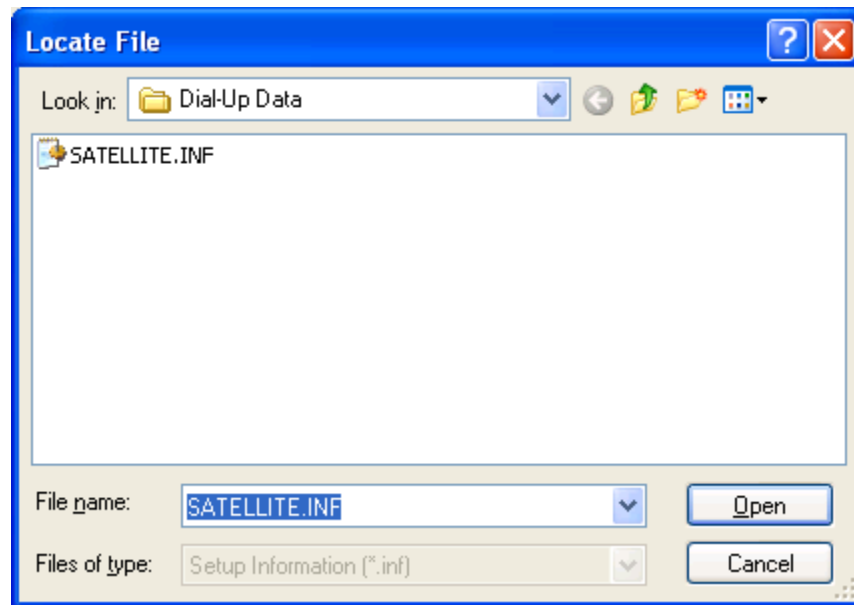 Locate File
Look in: Dial-Up Data
SATELLITE.INF
File name: SATELLITE.INF Open
Files of type: Setup Information (*.inf) Cancel